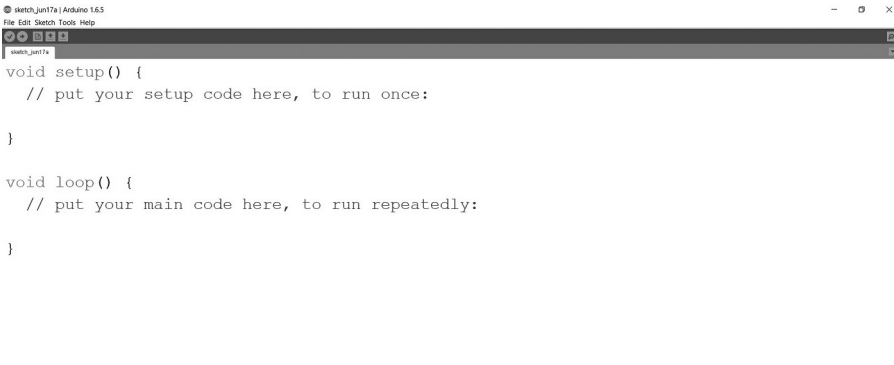 sketch_jun17a | Arduino 1.6.5
File Edit Sketch Tools Help
sketch_jun17a
void setup() {
  // put your setup code here, to run once:
}
void loop() {
  // put your main code here, to run repeatedly:
}